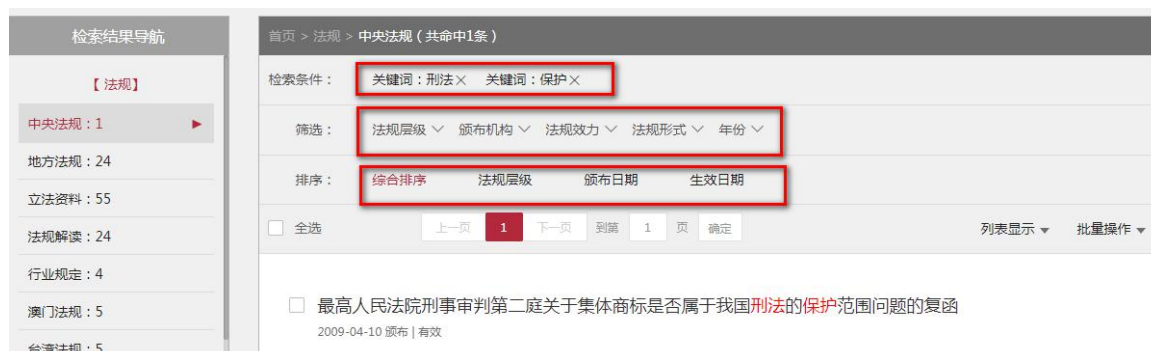 检索结果导航
【 法规】
中央法规：1
地方法规：24
立法资料：55
法规解读：24
行业规定：4
澳门法规：5
台湾法规：5
首页 > 法规 > 中央法规（共命中1条）
检索条件：　关键词：刑法×　关键词：保护×
筛选：　法规层级　颁布机构　法规效力　法规形式　年份
排序：　综合排序　法规层级　颁布日期　生效日期
全选　上一页　1　下一页　到第　1　页　确定　列表显示　批量操作
最高人民法院刑事审判第二庭关于集体商标是否属于我国刑法的保护范围问题的复函
2009-04-10 颁布 | 有效